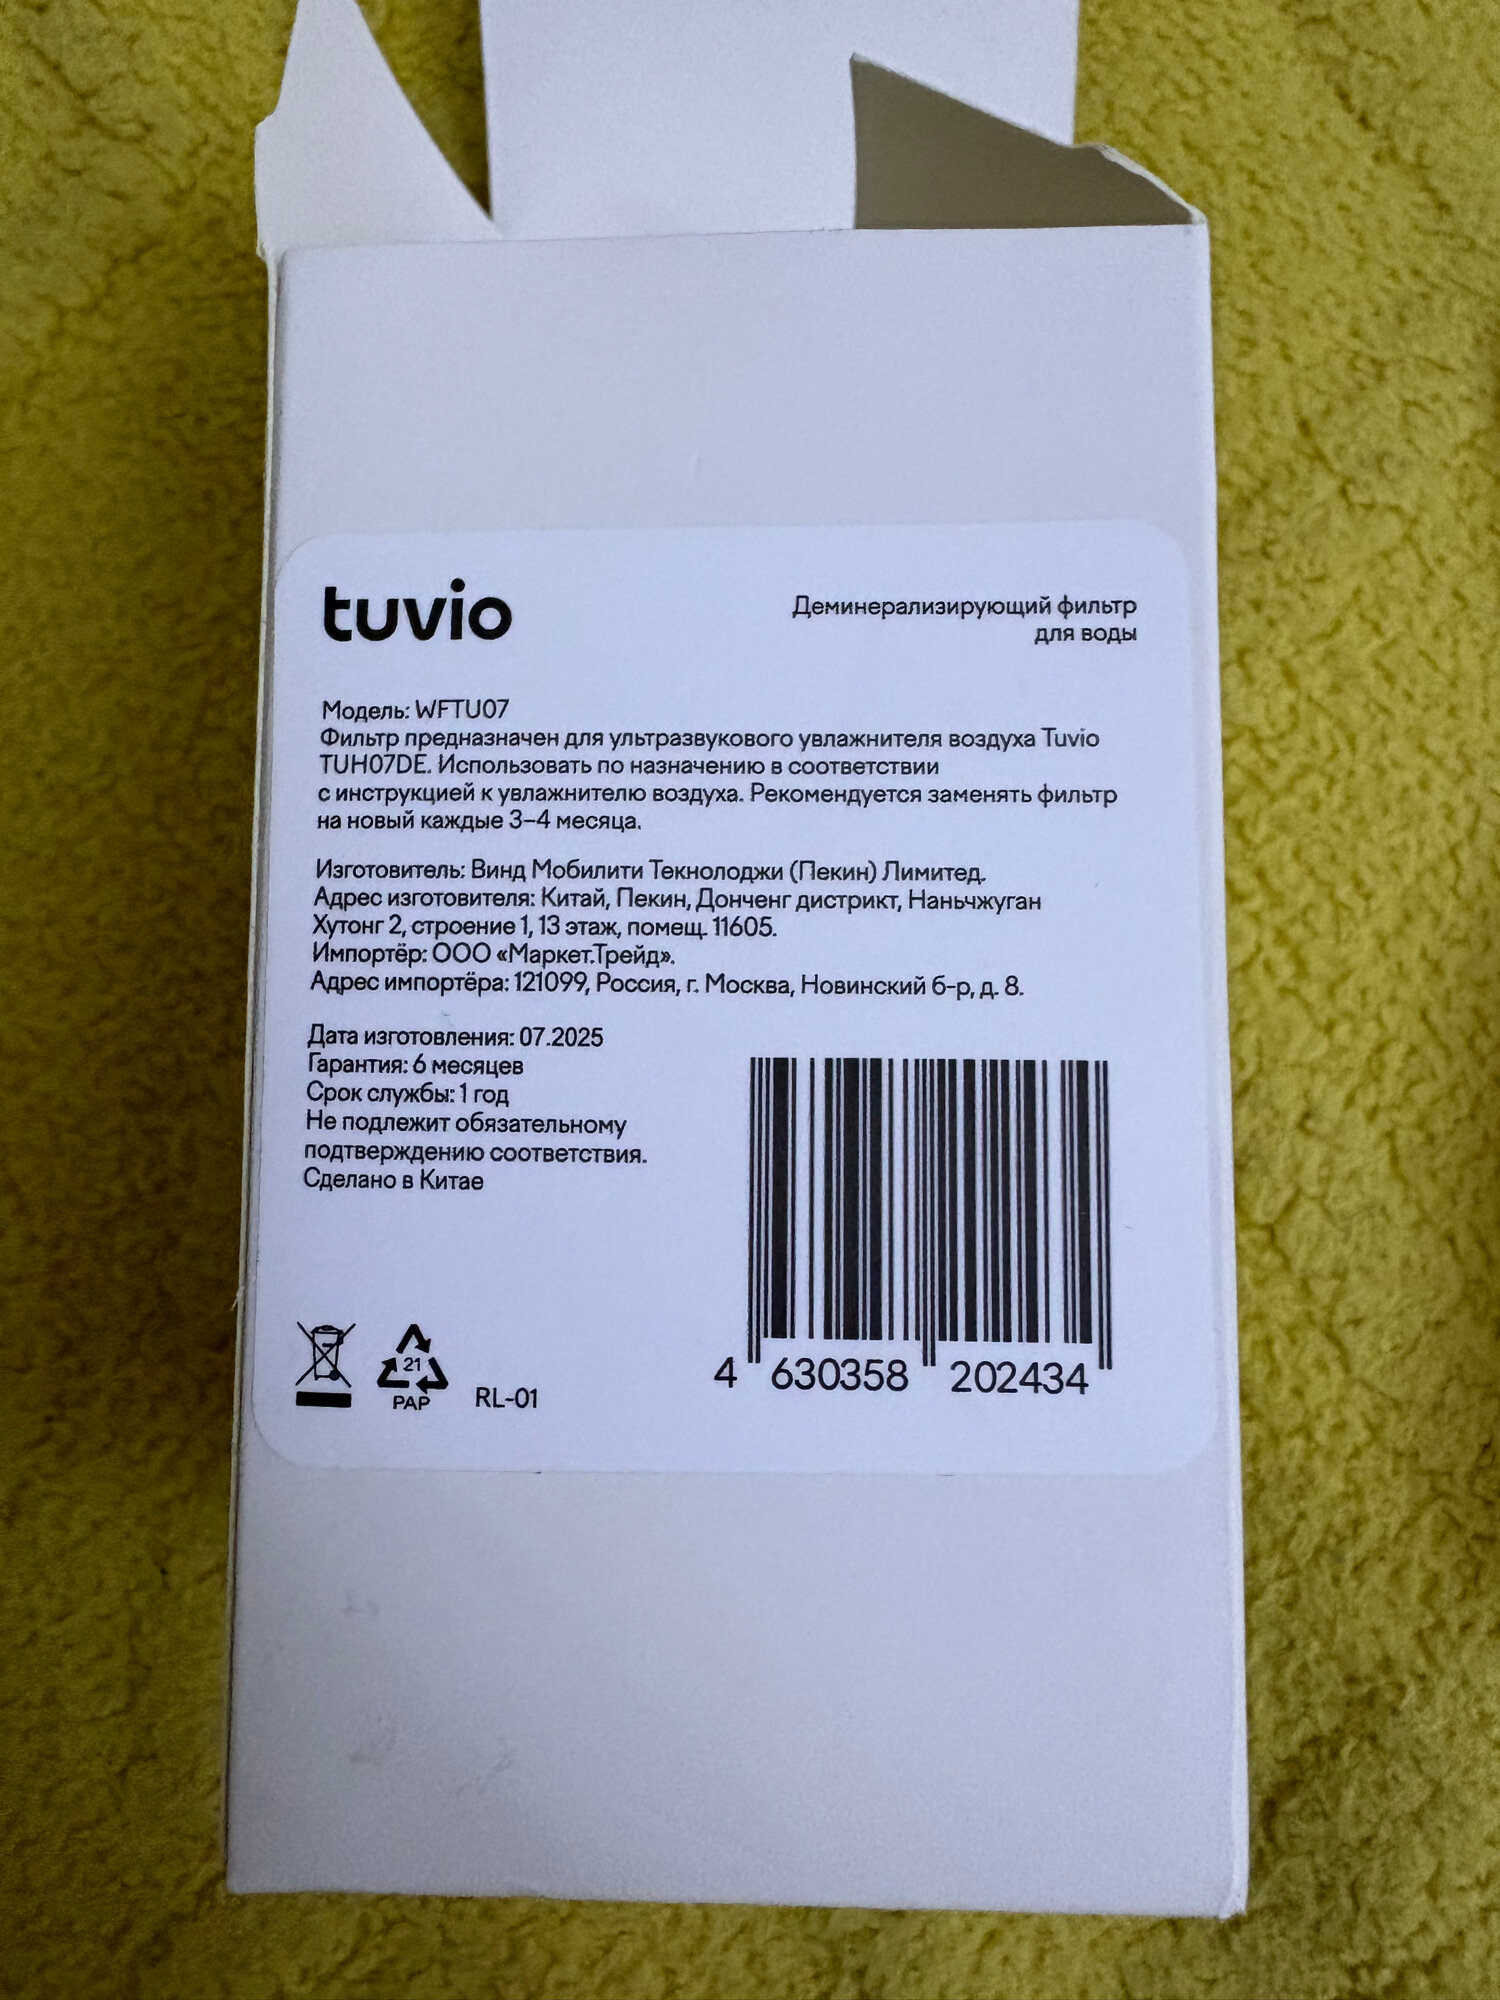 tuvio
Деминерализирующий фильтр
для воды
Модель: WFTU07
Фильтр предназначен для ультразвукового увлажнителя воздуха Tuvio
TUH07DE. Использовать по назначению в соответствии
с инструкцией к увлажнителю воздуха. Рекомендуется заменять фильтр
на новый каждые 3–4 месяца.
Изготовитель: Винд Мобилити Текнолоджи (Пекин) Лимитед.
Адрес изготовителя: Китай, Пекин, Донченг дистрикт, Наньчжуган
Хутонг 2, строение 1, 13 этаж, помещ. 11605.
Импортёр: ООО «Маркет.Трейд».
Адрес импортёра: 121099, Россия, г. Москва, Новинский б-р, д. 8.
Дата изготовления: 07.2025
Гарантия: 6 месяцев
Срок службы: 1 год
Не подлежит обязательному
подтверждению соответствия.
Сделано в Китае
21
PAP
RL-01
4 630358 202434